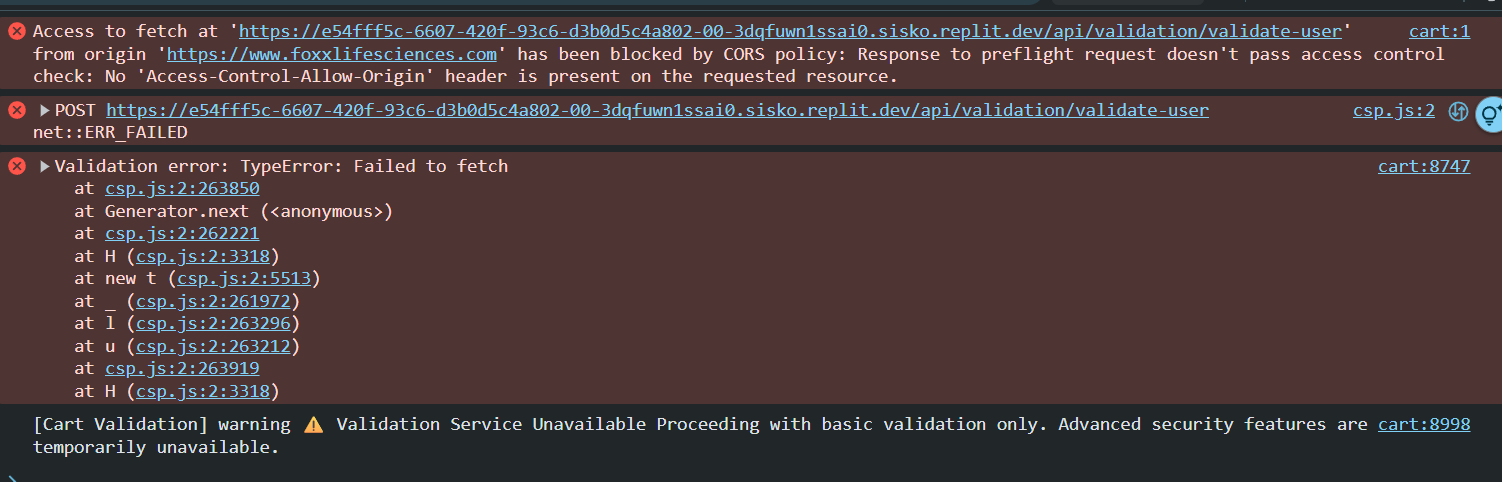 Access to fetch at 'https://e54fff5c-6607-420f-93c6-d3b0d5c4a802-00-3dqfuwn1ssai0.sisko.replit.dev/api/validation/validate-user' cart:1
from origin 'https://www.foxxlifesciences.com' has been blocked by CORS policy: Response to preflight request doesn't pass access control
check: No 'Access-Control-Allow-Origin' header is present on the requested resource.
▶POST https://e54fff5c-6607-420f-93c6-d3b0d5c4a802-00-3dqfuwn1ssai0.sisko.replit.dev/api/validation/validate-user csp.js:2
net::ERR_FAILED
▶Validation error: TypeError: Failed to fetch cart:8747
at csp.js:2:263850
at Generator.next (<anonymous>)
at csp.js:2:262221
at H (csp.js:2:3318)
at new t (csp.js:2:5513)
at _ (csp.js:2:261972)
at l (csp.js:2:263296)
at u (csp.js:2:263212)
at csp.js:2:263919
at H (csp.js:2:3318)
[Cart Validation] warning ⚠️ Validation Service Unavailable Proceeding with basic validation only. Advanced security features are cart:8998
temporarily unavailable.